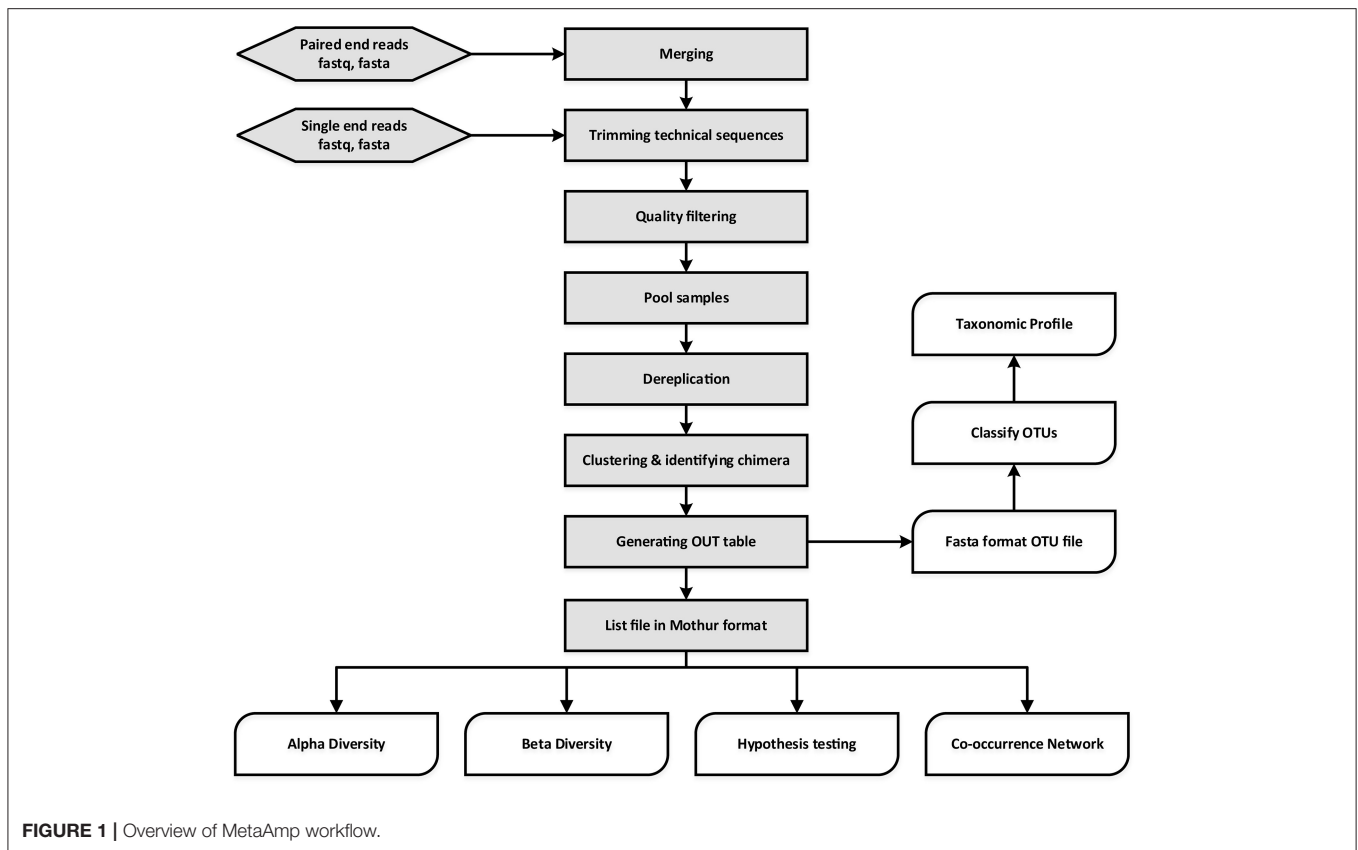 Paired end reads
fastq, fasta
Merging
Single end reads
fastq, fasta
Trimming technical sequences
Quality filtering
Pool samples
Taxonomic Profile
Dereplication
Classify OTUs
Clustering & identifying chimera
Generating OUT table
Fasta format OTU file
List file in Mothur format
Alpha Diversity
Beta Diversity
Hypothesis testing
Co-occurrence Network
FIGURE 1 | Overview of MetaAmp workflow.